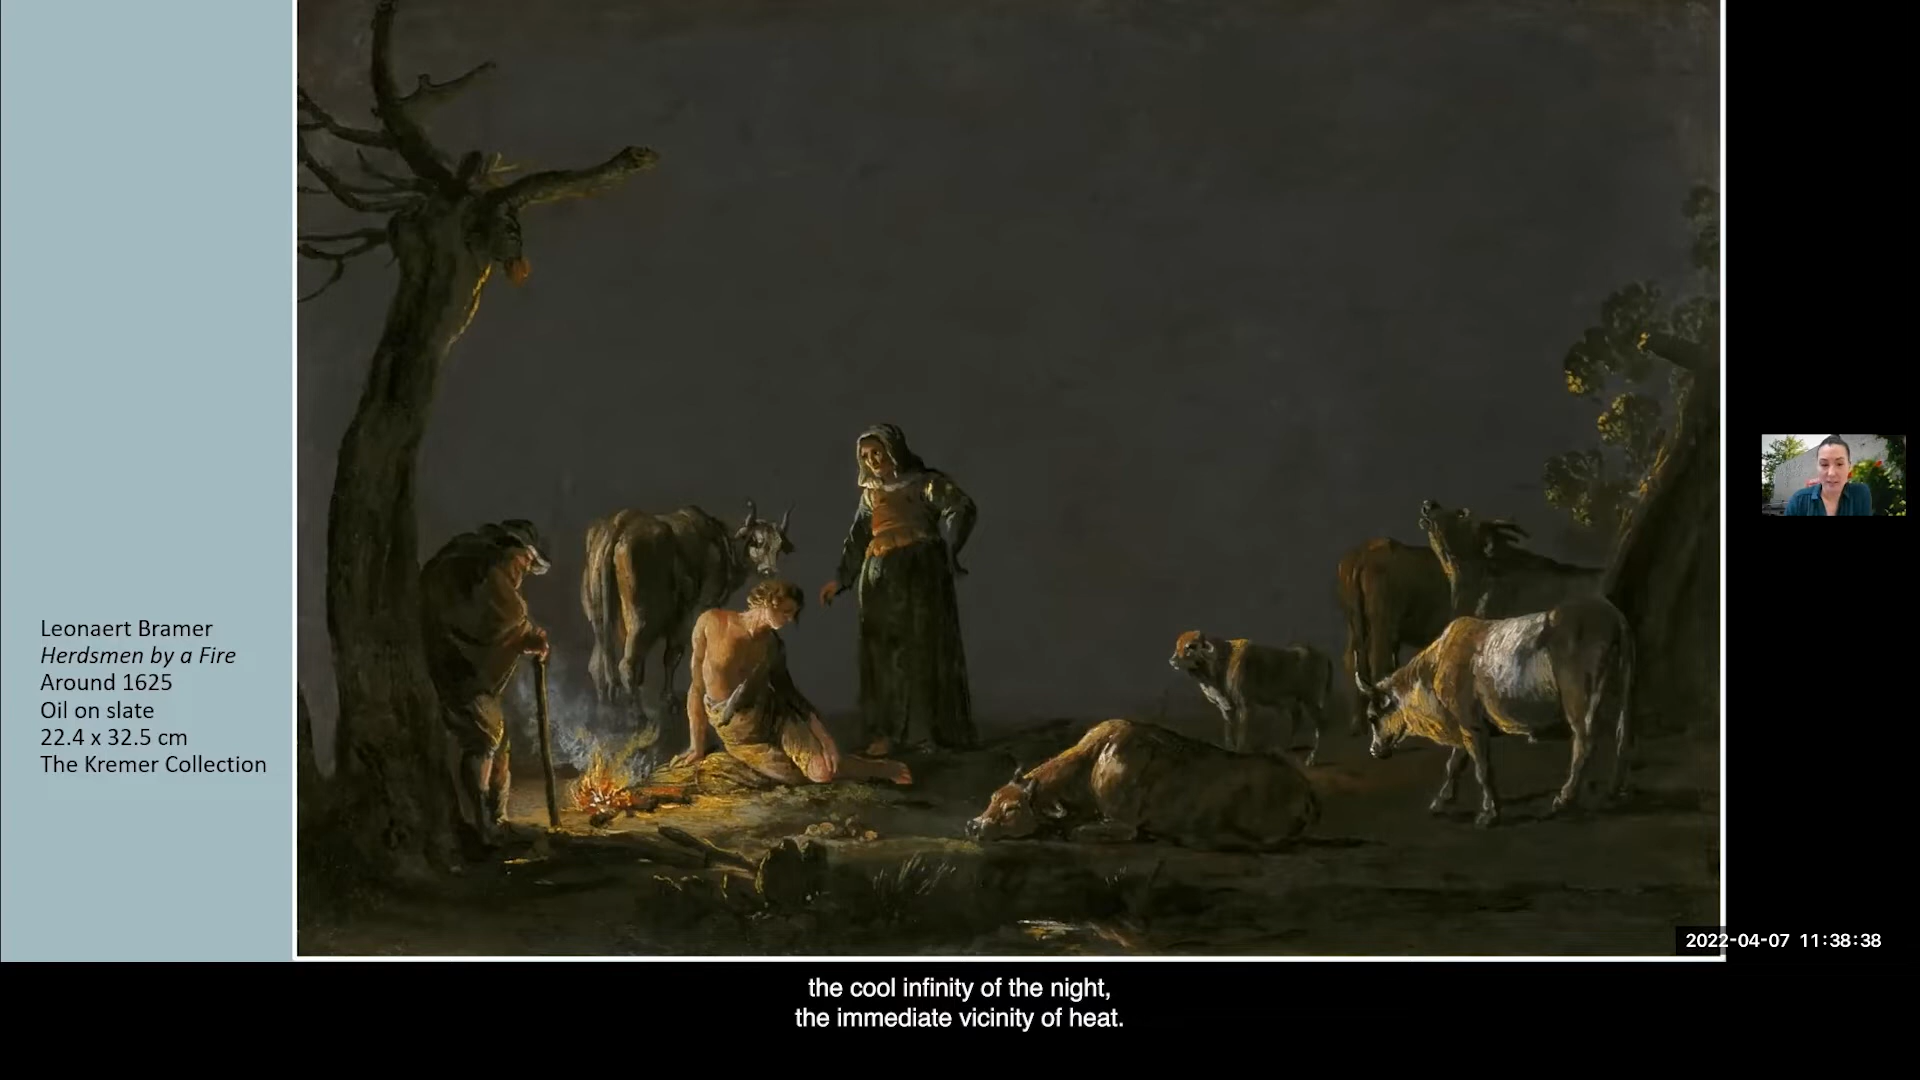 Leonaert Bramer
Herdsmen by a Fire
Around 1625
Oil on slate
22.4 x 32.5 cm
The Kremer Collection
2022-04-07 11:38:38
the cool infinity of the night,
the immediate vicinity of heat.